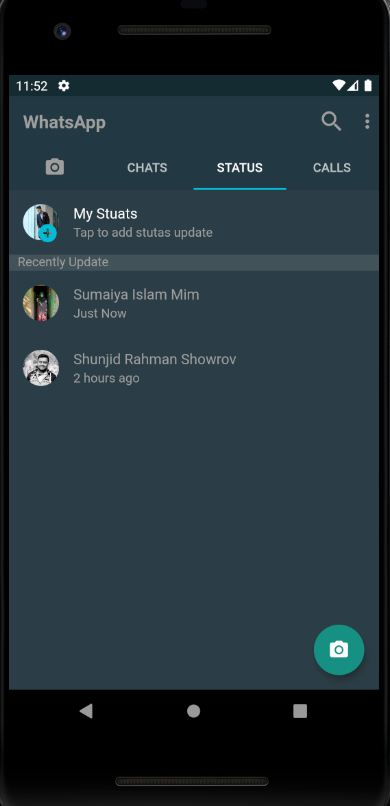 11:52
WhatsApp
CHATS STATUS CALLS
My Stuats
Tap to add stutas update
Recently Update
Sumaiya Islam Mim
Just Now
Shunjid Rahman Showrov
2 hours ago